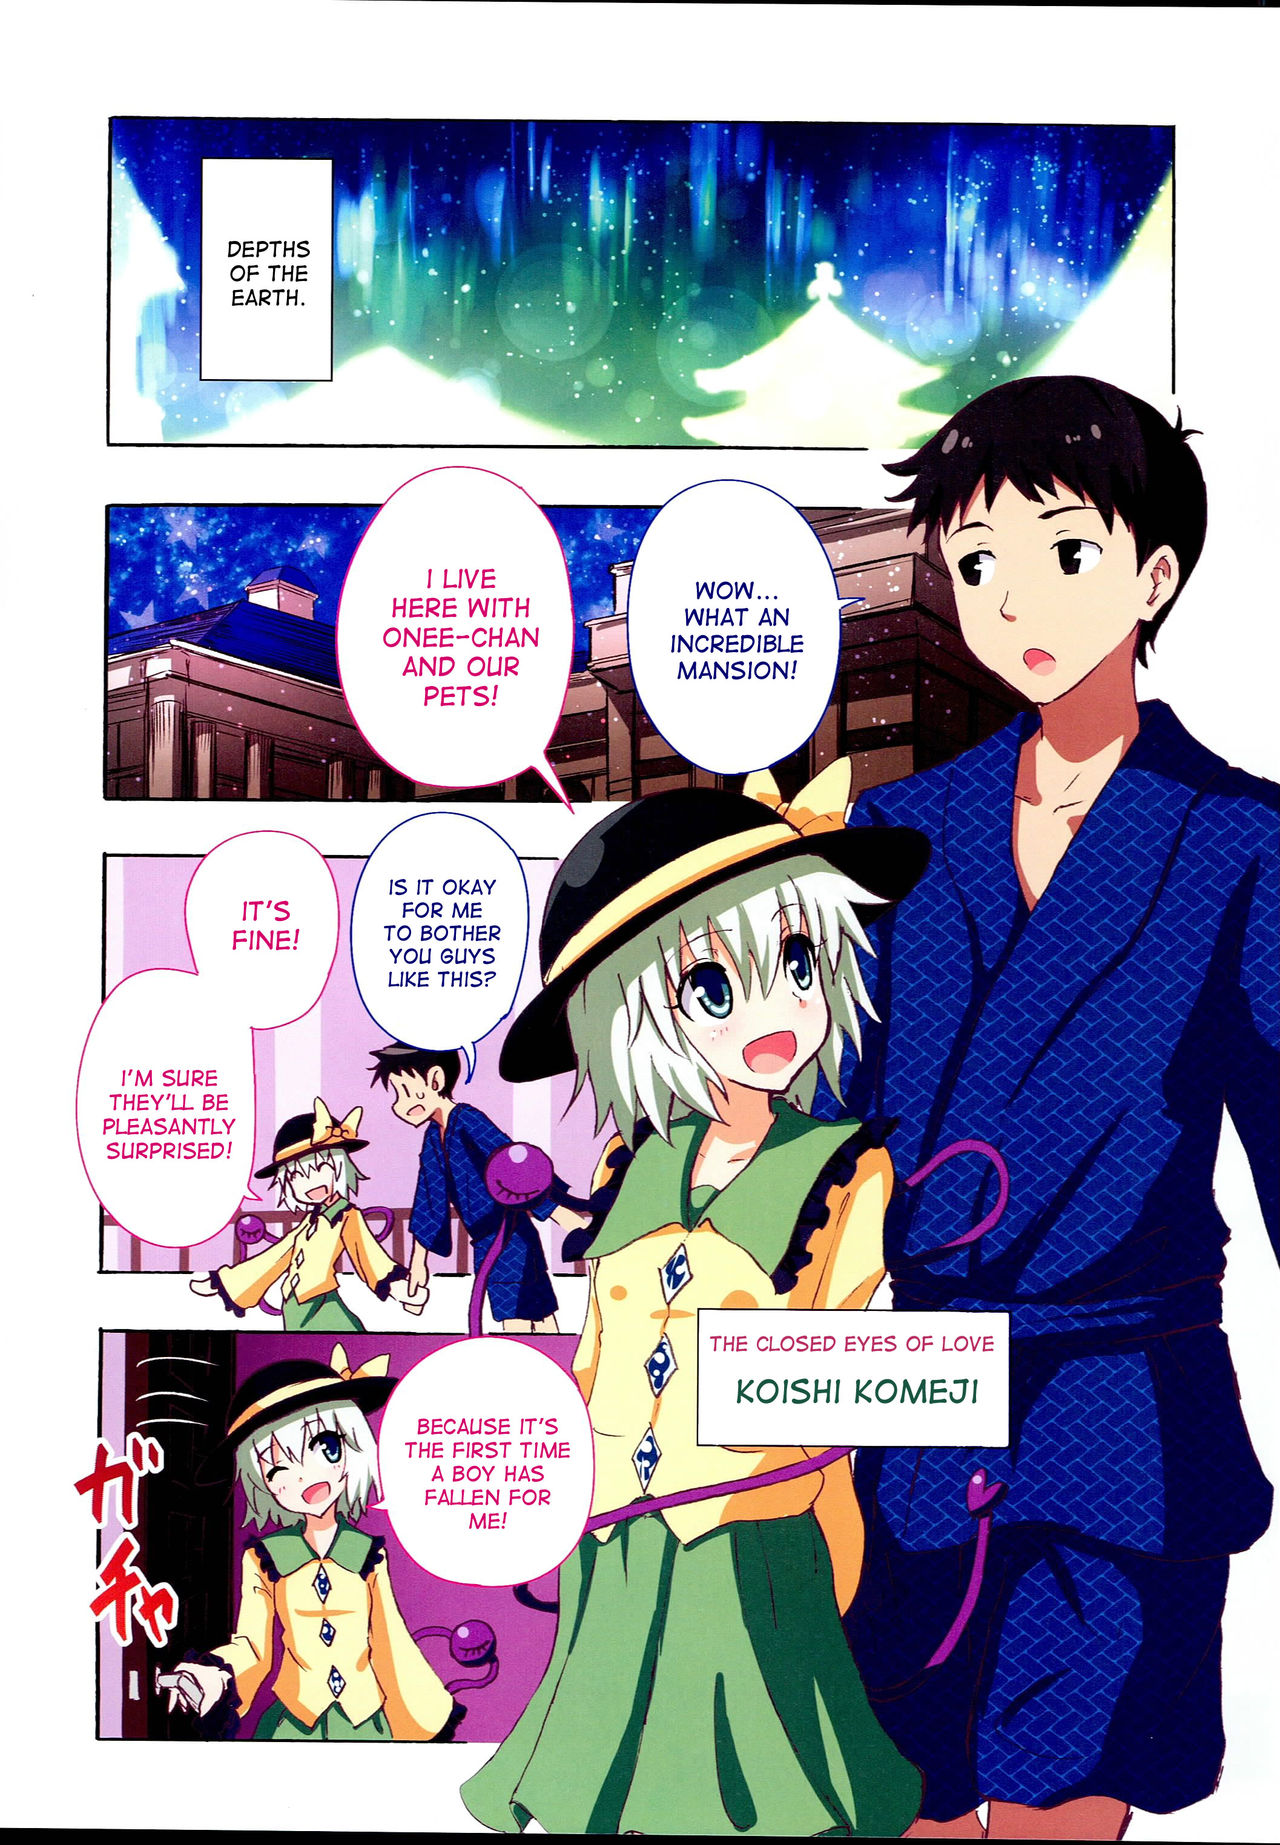 DEPTHS
OF THE
EARTH.
WOW...
WHAT AN
INCREDIBLE
MANSION!
I LIVE
HERE WITH
ONEE-CHAN
AND OUR
PETS!
IS IT OKAY
FOR ME
TO BOTHER
YOU GUYS
LIKE THIS?
IT'S
FINE!
I'M SURE
THEY'LL BE
PLEASANTLY
SURPRISED!
THE CLOSED EYES OF LOVE
KOISHI KOMEJI
BECAUSE IT'S
THE FIRST TIME
A BOY HAS
FALLEN FOR
ME!
ガチャ